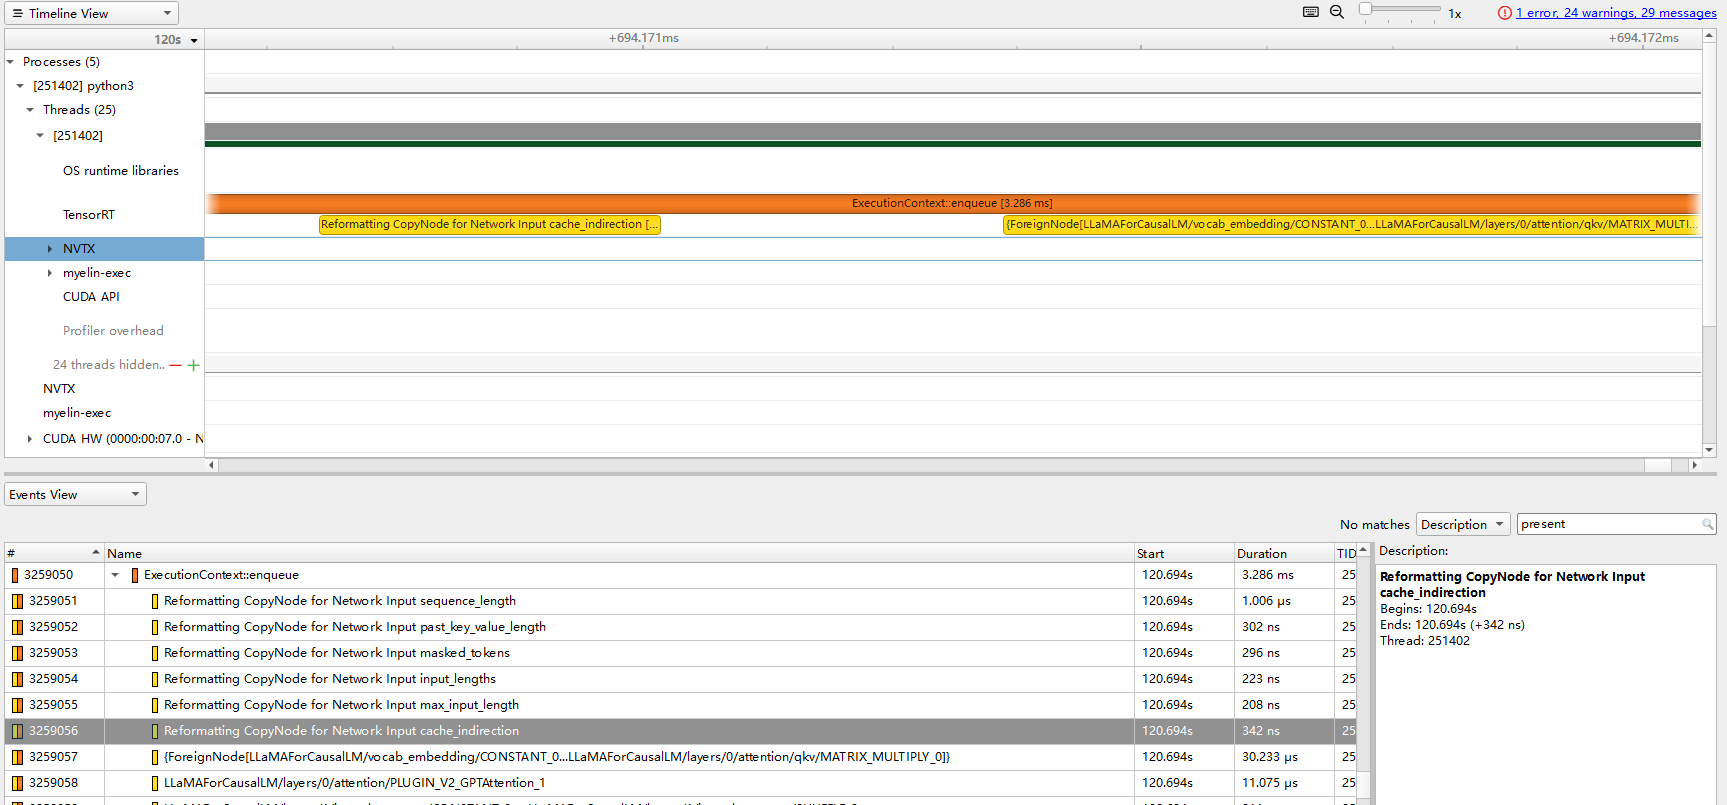 Timeline View
1x
1 error, 24 warnings, 29 messages
120s
+694.171ms
+694.172ms
Processes (5)
[251402] python3
Threads (25)
[251402]
OS runtime libraries
TensorRT
ExecutionContext::enqueue [3.286 ms]
Reformatting CopyNode for Network Input cache_indirection [...
{ForeignNode[LLaMAForCausalLM/vocab_embedding/CONSTANT_0...LLaMAForCausalLM/layers/0/attention/qkv/MATRIX_MULTI...
NVTX
myelin-exec
CUDA API
Profiler overhead
24 threads hidden..
NVTX
myelin-exec
CUDA HW (0000:00:07.0 - N
Events View
No matches
Description
present
# Name Start Duration TID
3259050 ExecutionContext::enqueue 120.694s 3.286 ms 25
3259051 Reformatting CopyNode for Network Input sequence_length 120.694s 1.006 μs 25
3259052 Reformatting CopyNode for Network Input past_key_value_length 120.694s 302 ns 25
3259053 Reformatting CopyNode for Network Input masked_tokens 120.694s 296 ns 25
3259054 Reformatting CopyNode for Network Input input_lengths 120.694s 223 ns 25
3259055 Reformatting CopyNode for Network Input max_input_length 120.694s 208 ns 25
3259056 Reformatting CopyNode for Network Input cache_indirection 120.694s 342 ns 25
3259057 {ForeignNode[LLaMAForCausalLM/vocab_embedding/CONSTANT_0...LLaMAForCausalLM/layers/0/attention/qkv/MATRIX_MULTIPLY_0]} 120.694s 30.233 μs 25
3259058 LLaMAForCausalLM/layers/0/attention/PLUGIN_V2_GPTAttention_1 120.694s 11.075 μs 25
Description:
Reformatting CopyNode for Network Input
cache_indirection
Begins: 120.694s
Ends: 120.694s (+342 ns)
Thread: 251402